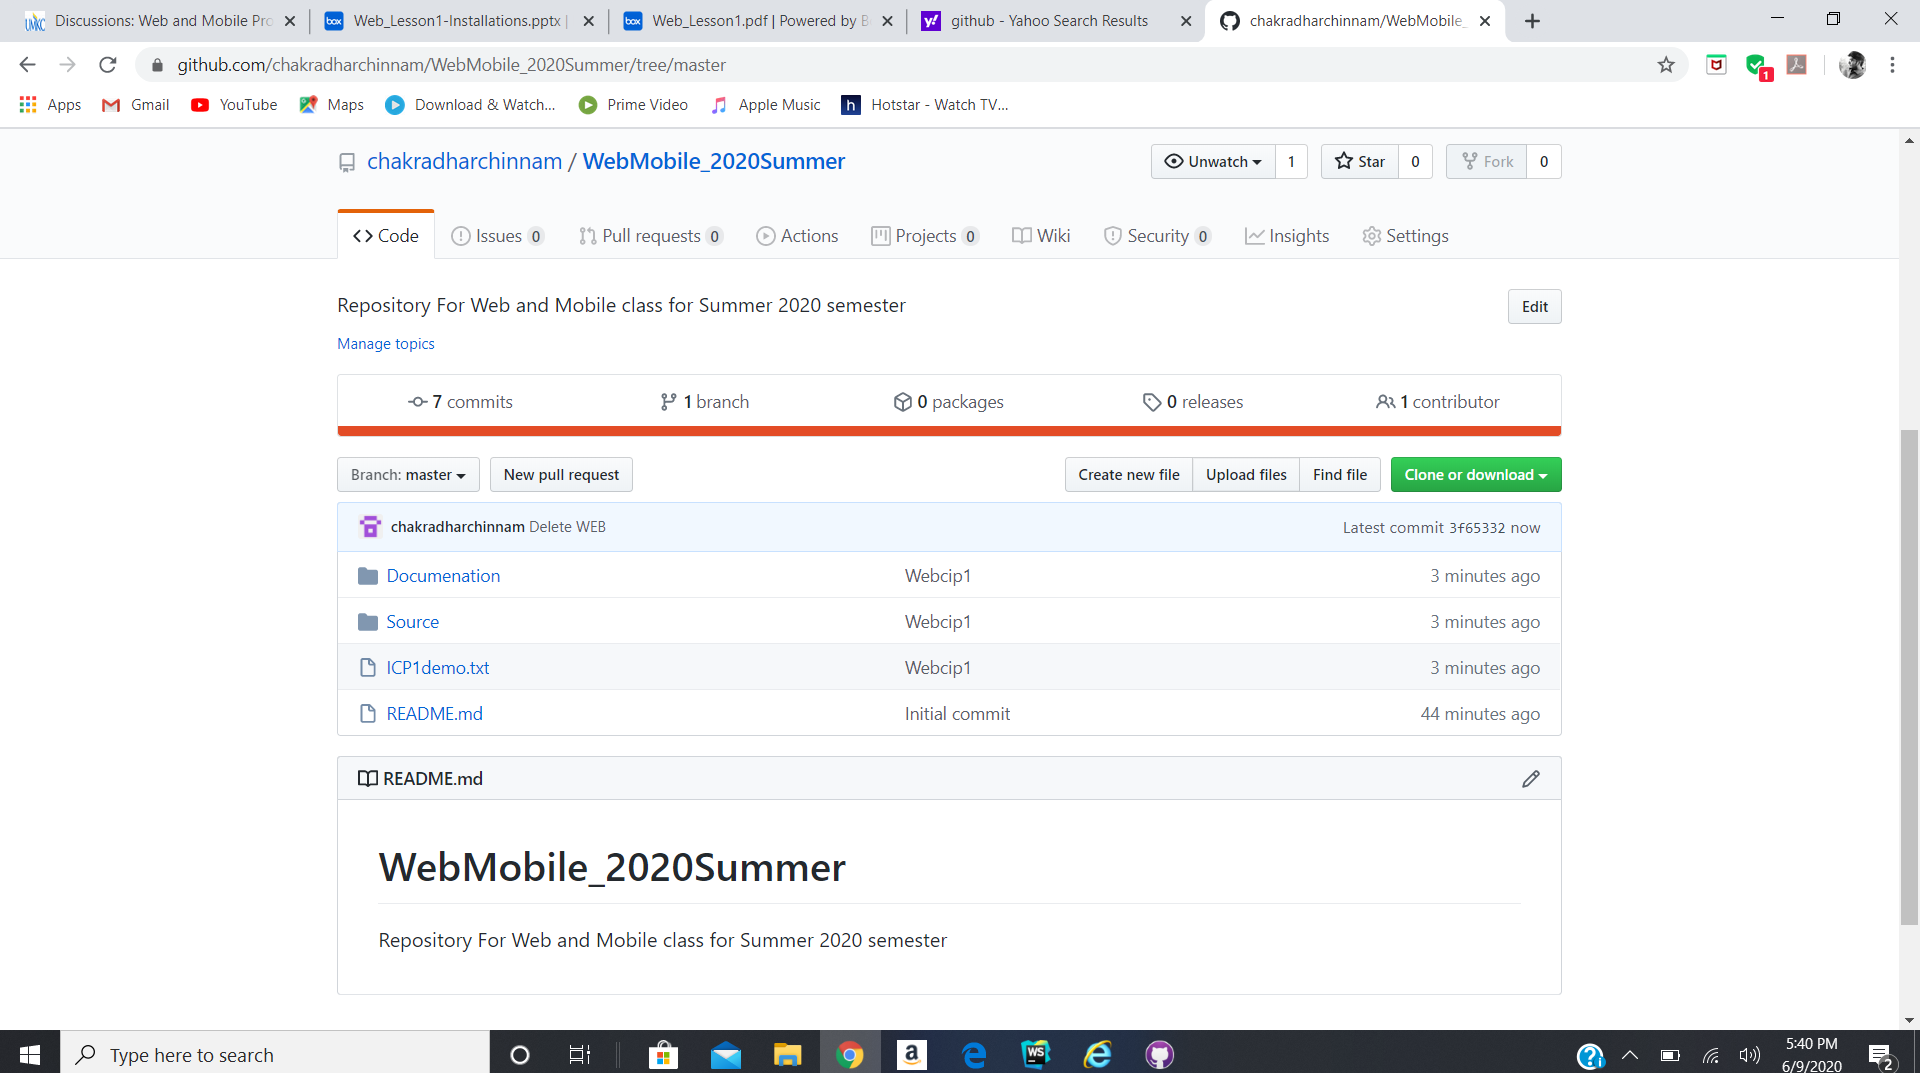 Discussions: Web and Mobile Pro
Web_Lesson1-Installations.pptx |
Web_Lesson1.pdf | Powered by B
github - Yahoo Search Results
chakradharchinnam/WebMobile_
github.com/chakradharchinnam/WebMobile_2020Summer/tree/master
1
Apps Gmail YouTube Maps Download & Watch... Prime Video Apple Music Hotstar - Watch TV...
chakradharchinnam / WebMobile_2020Summer
Unwatch 1 Star 0 Fork 0
Code Issues 0 Pull requests 0 Actions Projects 0 Wiki Security 0 Insights Settings
Repository For Web and Mobile class for Summer 2020 semester
Edit
Manage topics
7 commits 1 branch 0 packages 0 releases 1 contributor
Branch: master New pull request Create new file Upload files Find file Clone or download
chakradharchinnam Delete WEB Latest commit 3f65332 now
Documenation Webcip1 3 minutes ago
Source Webcip1 3 minutes ago
ICP1demo.txt Webcip1 3 minutes ago
README.md Initial commit 44 minutes ago
README.md
WebMobile_2020Summer
Repository For Web and Mobile class for Summer 2020 semester
Type here to search
5:40 PM
6/9/2020
2